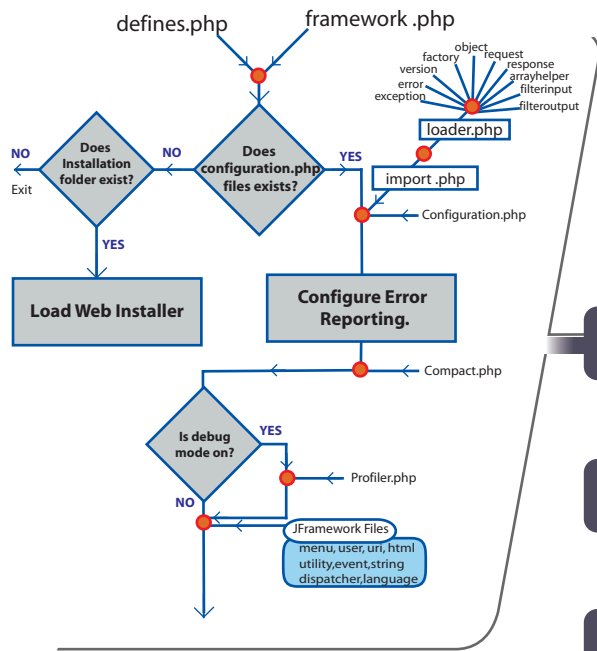 defines.php
framework .php
object
factory
request
version
response
error
arrayhelper
exception
filterinput
filteroutput
loader.php
import .php
Does
Installation
folder exist?
NO
Exit
NO
Does
configuration.php
files exists?
YES
Configuration.php
YES
Load Web Installer
Configure Error
Reporting.
Compact.php
Is debug
mode on?
YES
Profiler.php
NO
JFramework Files
menu, user, uri, html
utility,event,string
dispatcher,language